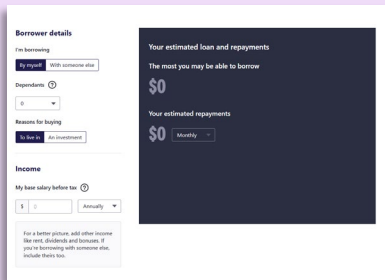 Borrower details
I'm borrowing
By myself
With someone else
Dependants ?
0
Reasons for buying
To live in
An investment
Income
My base salary before tax ?
$ 0
Annually
For a better picture, add other income
like rent, dividends and bonuses. If
you're borrowing with someone else,
include theirs too.
Your estimated loan and repayments
The most you may be able to borrow
$0
Your estimated repayments
$0
Monthly